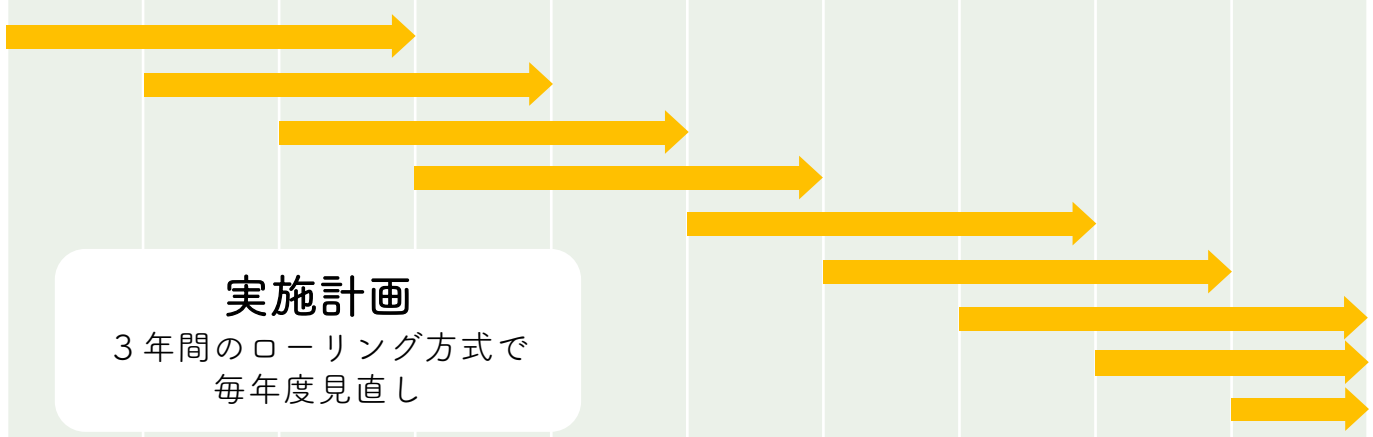 実施計画
３年間のローリング方式で
毎年度見直し